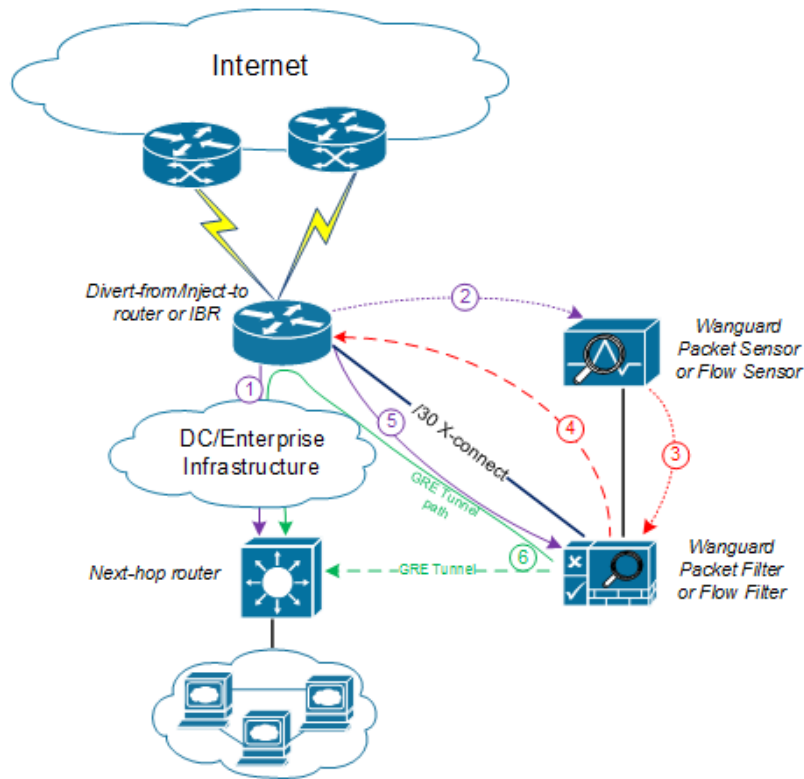 Internet
Divert-from/Inject-to
router or IBR
2
Wanguard
Packet Sensor
or Flow Sensor
1
5
/30 X-connect
4
3
DC/Enterprise
Infrastructure
GRE Tunnel
path
6
Next-hop router
GRE Tunnel
Wanguard
Packet Filter
or Flow Filter